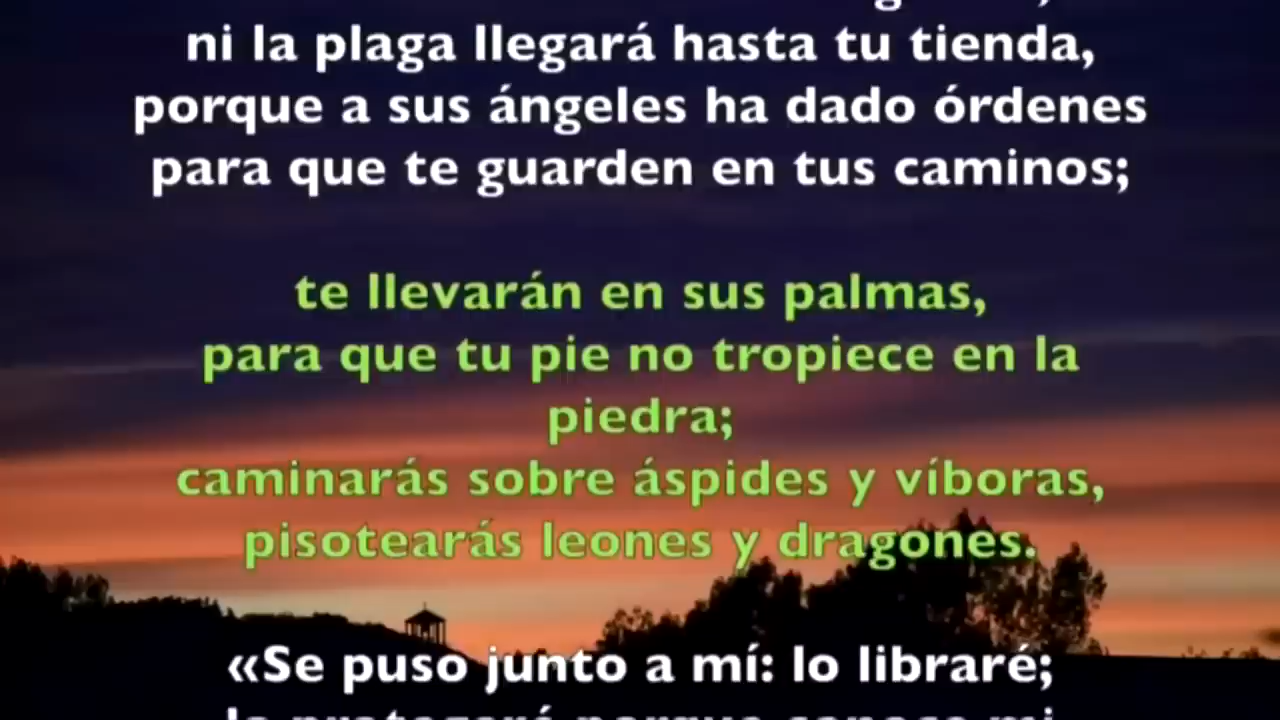 ni la plaga llegará hasta tu tienda,
porque a sus ángeles ha dado órdenes
para que te guarden en tus caminos;
te llevarán en sus palmas,
para que tu pie no tropiece en la
piedra;
caminarás sobre áspides y víboras,
pisotearás leones y dragones.
«Se puso junto a mí: lo libraré;